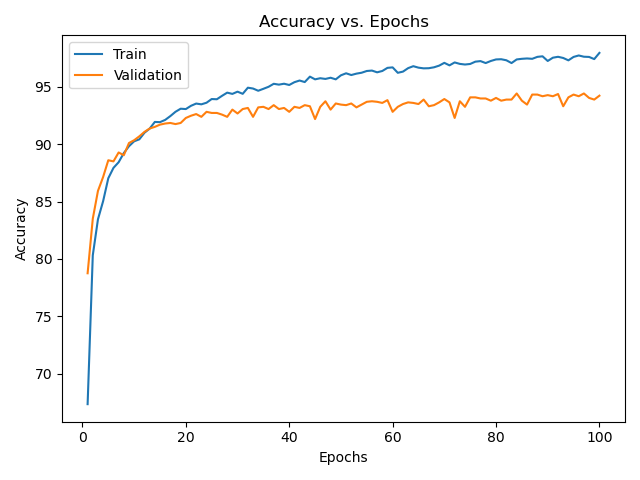 Accuracy vs. Epochs
Train
Validation
95
90
85
80
75
70
Accuracy
0 20 40 60 80 100
Epochs